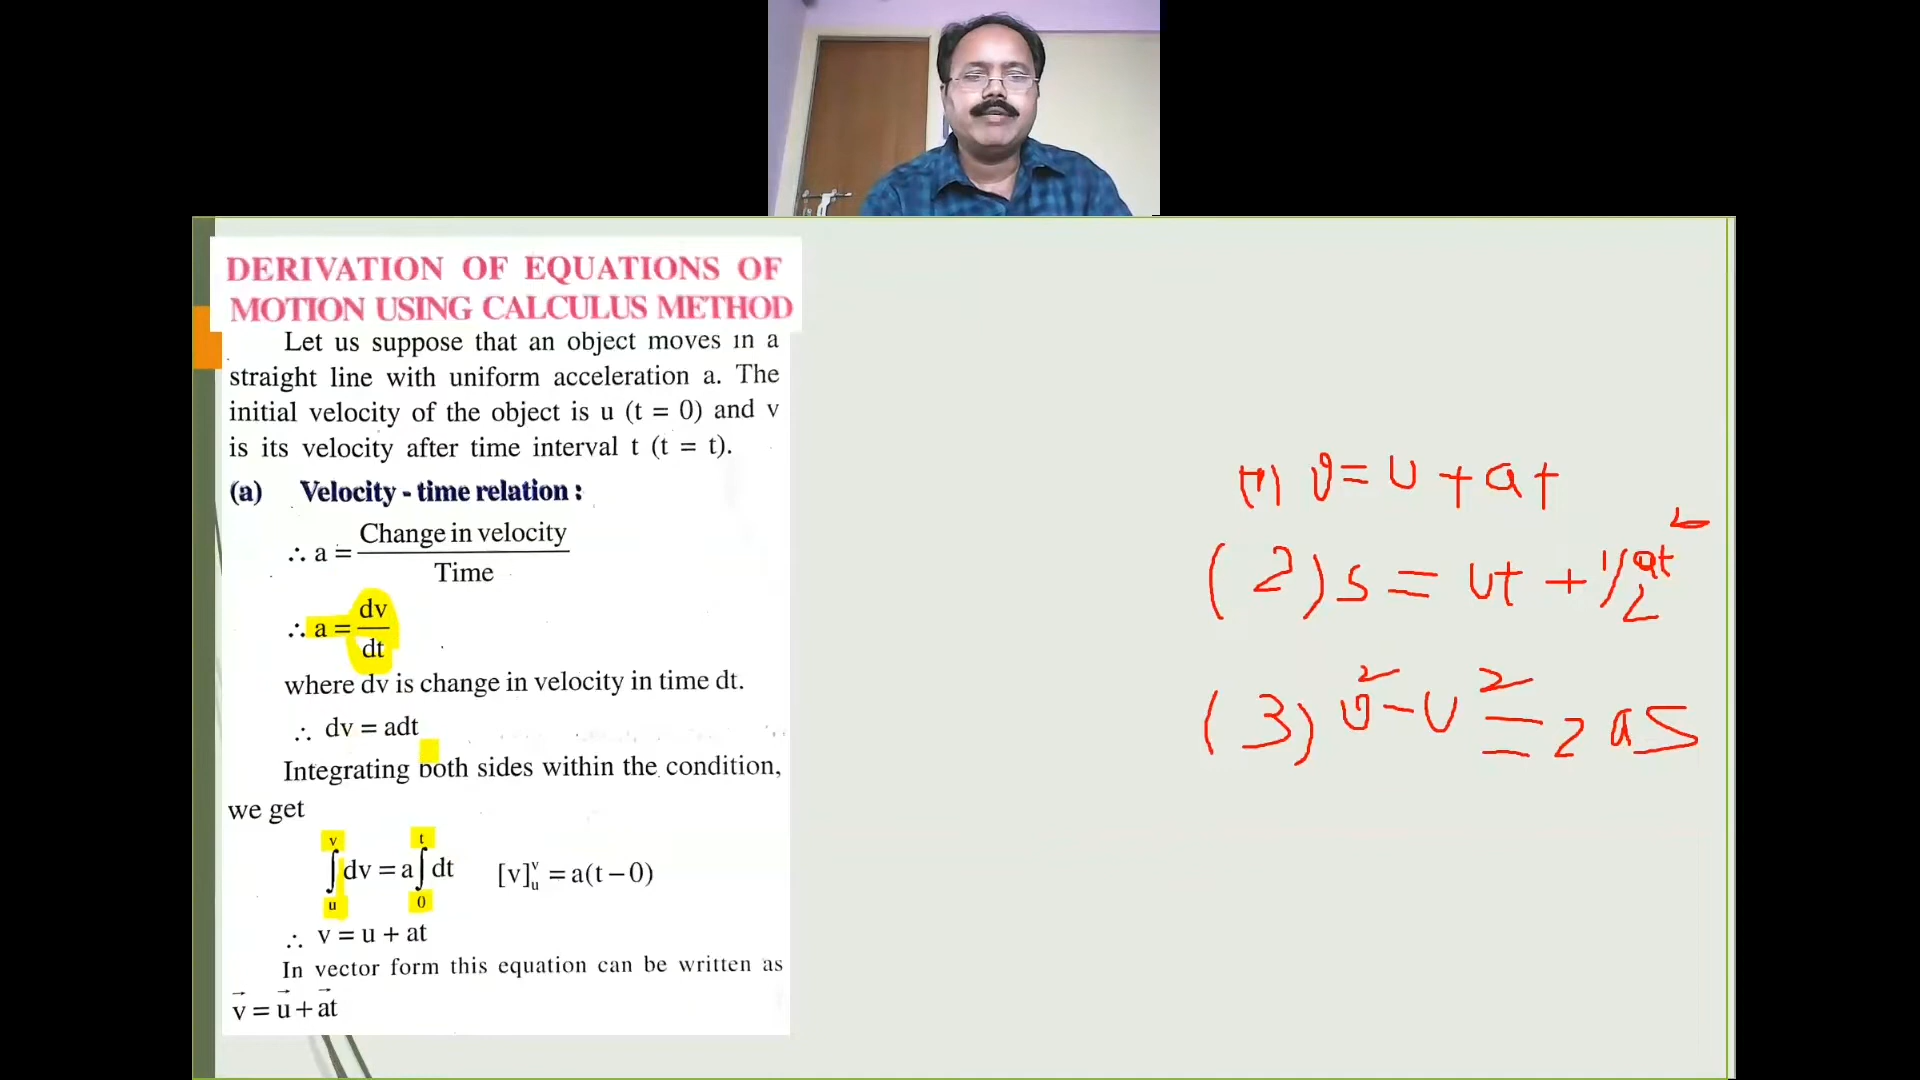 DERIVATION OF EQUATIONS OF
MOTION USING CALCULUS METHOD
Let us suppose that an object moves in a
straight line with uniform acceleration a. The
initial velocity of the object is u (t = 0) and v
is its velocity after time interval t (t = t).
(a) Velocity - time relation :
∴ a = Change in velocity / Time
∴ a = dv / dt
where dv is change in velocity in time dt.
∴ dv = adt
Integrating both sides within the condition,
we get
∫ᵤᵛ dv = a ∫₀ᵗ dt [v]ᵤᵛ = a(t – 0)
∴ v = u + at
In vector form this equation can be written as
v⃗ = u⃗ + a⃗t
(1) v = u + at
(2) s = ut + 1/2 at²
(3) v² – u² = 2as